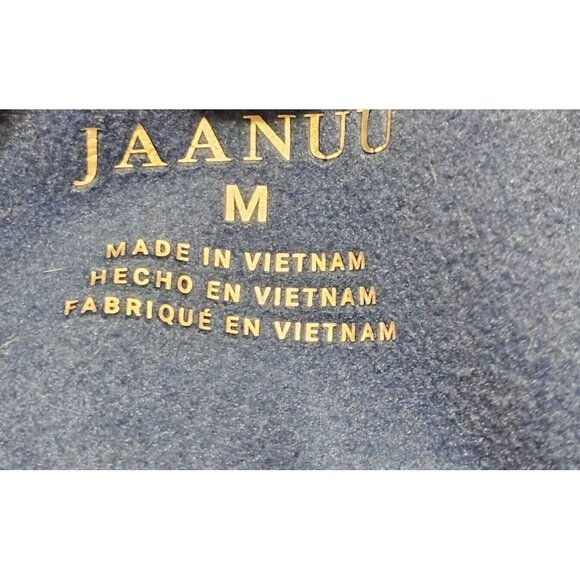 JAANUU
M
MADE IN VIETNAM
HECHO EN VIETNAM
FABRIQUÉ EN VIETNAM